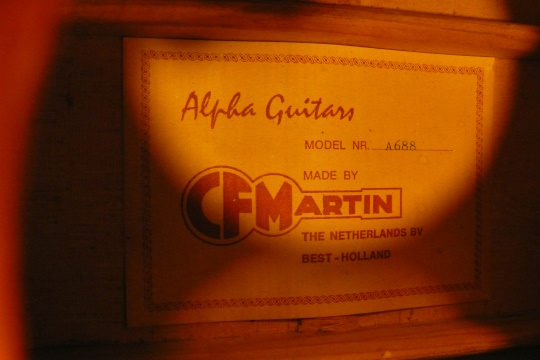 Alpha Guitars
MODEL NR. A688
MADE BY
CFMARTIN
THE NETHERLANDS BV
BEST-HOLLAND